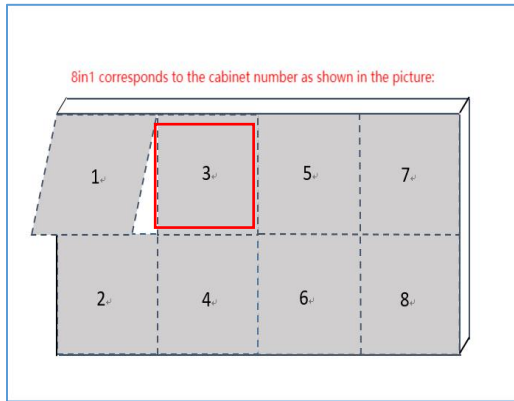 8in1 corresponds to the cabinet number as shown in the picture:
1 3 5 7
2 4 6 8